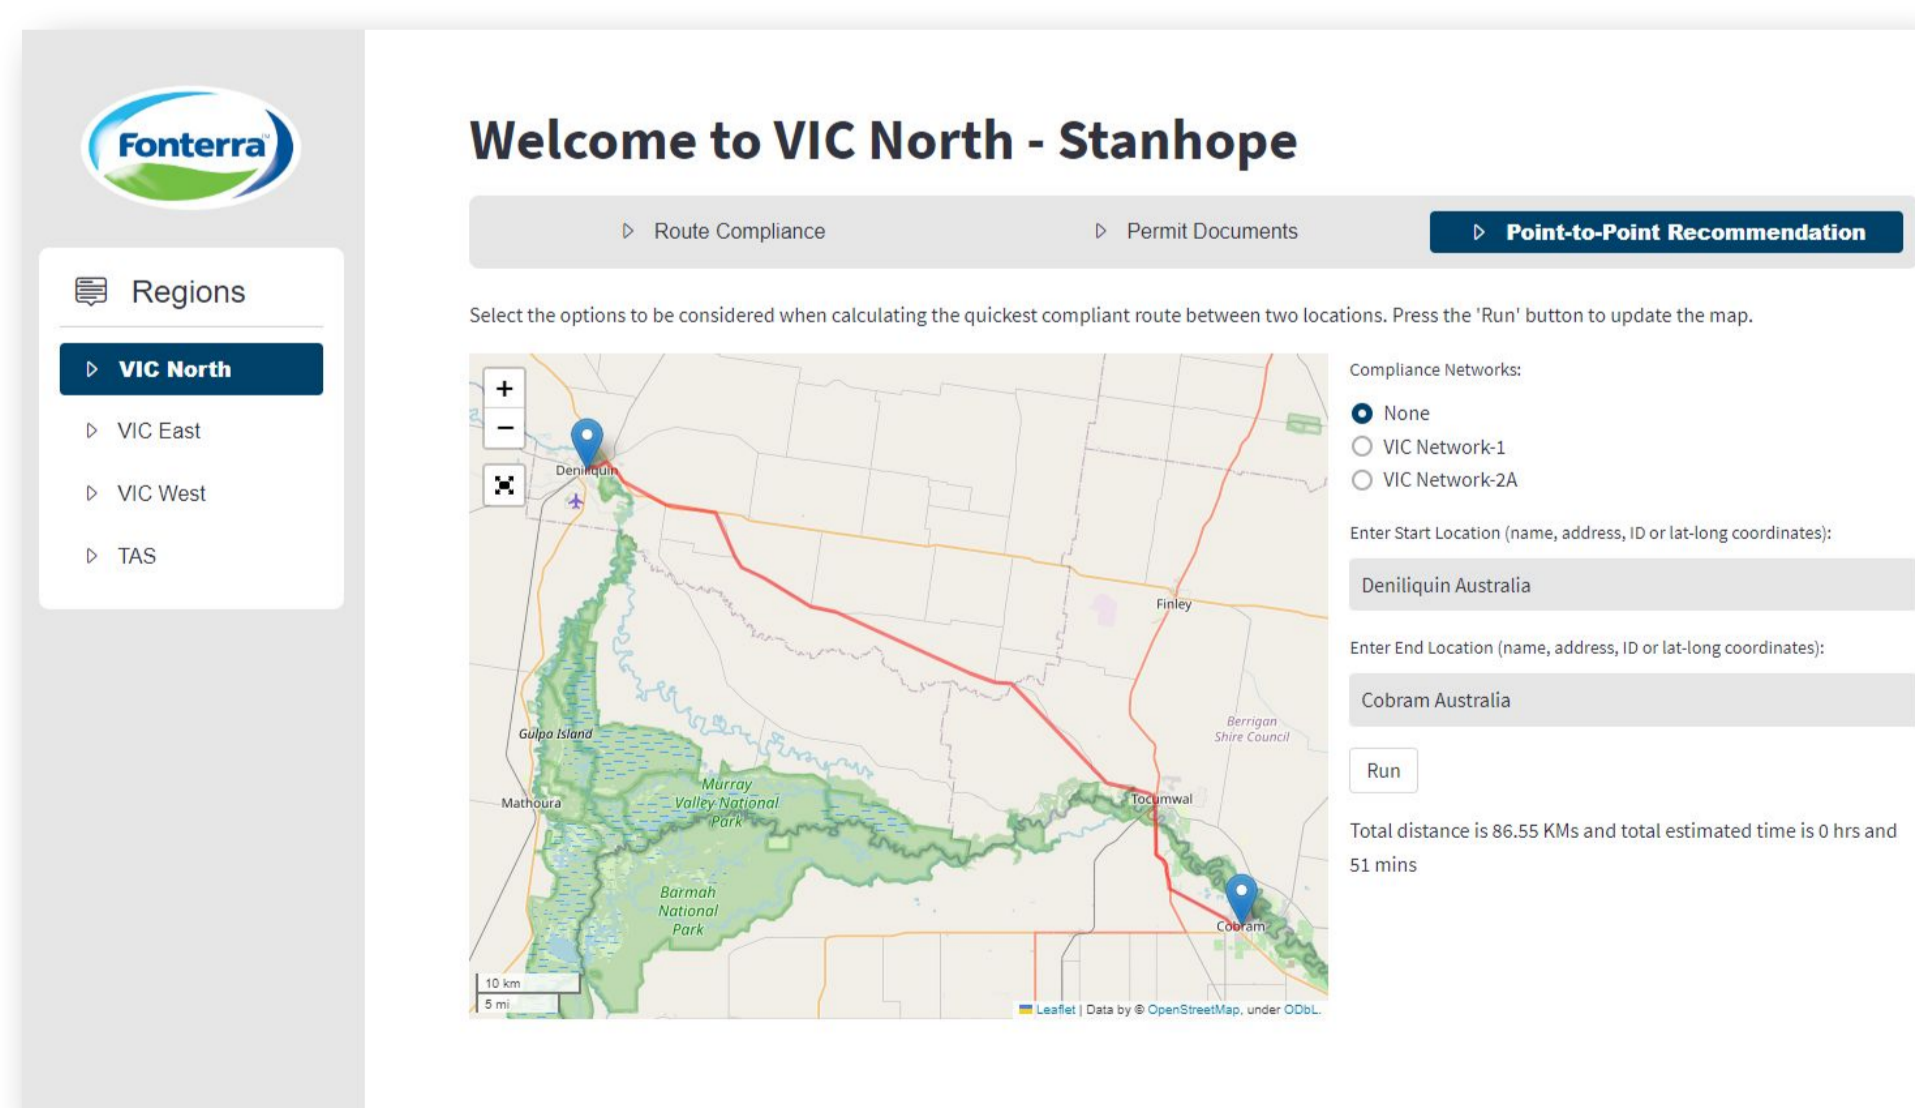 Fonterra™
Regions
VIC North
VIC East
VIC West
TAS
Welcome to VIC North - Stanhope
Route Compliance
Permit Documents
Point-to-Point Recommendation
Select the options to be considered when calculating the quickest compliant route between two locations. Press the 'Run' button to update the map.
+
−
Deniliquin
Finley
Berrigan
Shire Council
Gulpa Island
Mathoura
Murray
Valley National
Park
Tocumwal
Barmah
National
Park
Cobram
10 km
5 mi
Leaflet | Data by © OpenStreetMap, under ODbL.
Compliance Networks:
None
VIC Network-1
VIC Network-2A
Enter Start Location (name, address, ID or lat-long coordinates):
Deniliquin Australia
Enter End Location (name, address, ID or lat-long coordinates):
Cobram Australia
Run
Total distance is 86.55 KMs and total estimated time is 0 hrs and
51 mins